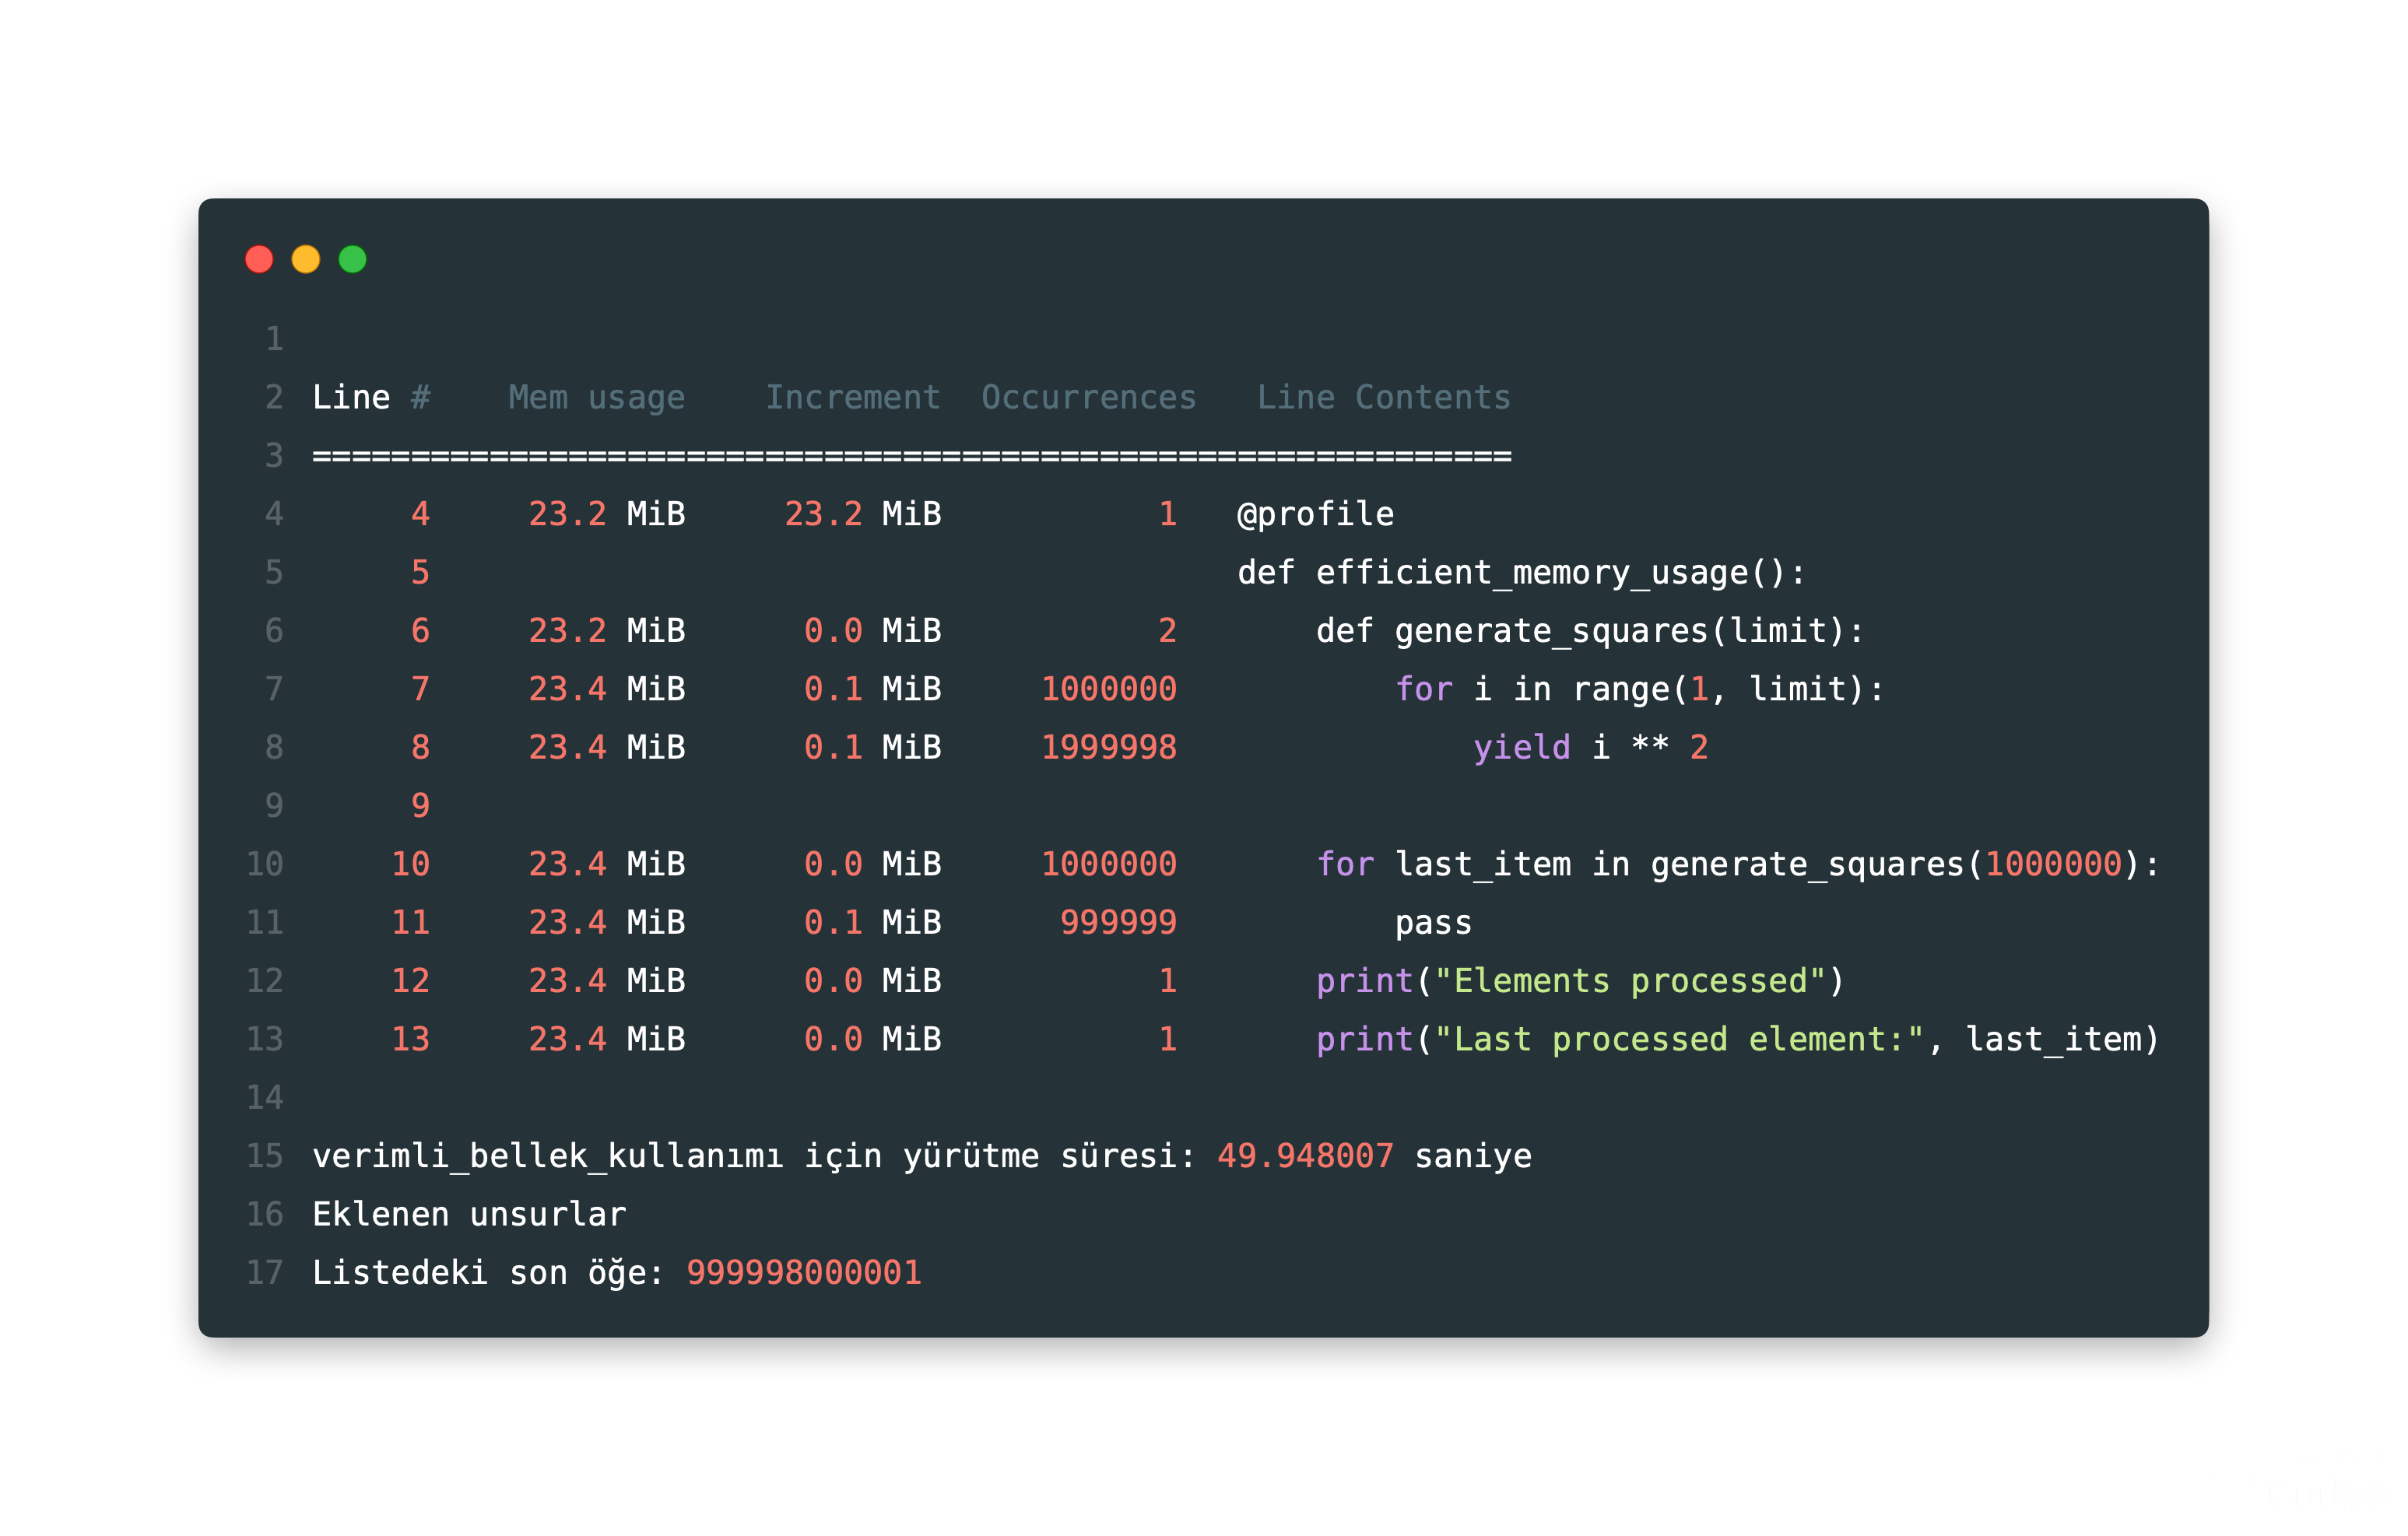 1
2 Line #    Mem usage    Increment  Occurrences   Line Contents
3 =============================================================
4      4     23.2 MiB     23.2 MiB           1   @profile
5      5                                         def efficient_memory_usage():
6      6     23.2 MiB      0.0 MiB           2       def generate_squares(limit):
7      7     23.4 MiB      0.1 MiB     1000000           for i in range(1, limit):
8      8     23.4 MiB      0.1 MiB     1999998               yield i ** 2
9      9
10    10     23.4 MiB      0.0 MiB     1000000       for last_item in generate_squares(1000000):
11    11     23.4 MiB      0.1 MiB      999999           pass
12    12     23.4 MiB      0.0 MiB           1       print("Elements processed")
13    13     23.4 MiB      0.0 MiB           1       print("Last processed element:", last_item)
14
15 verimli_bellek_kullanımı için yürütme süresi: 49.948007 saniye
16 Eklenen unsurlar
17 Listedeki son öğe: 999998000001